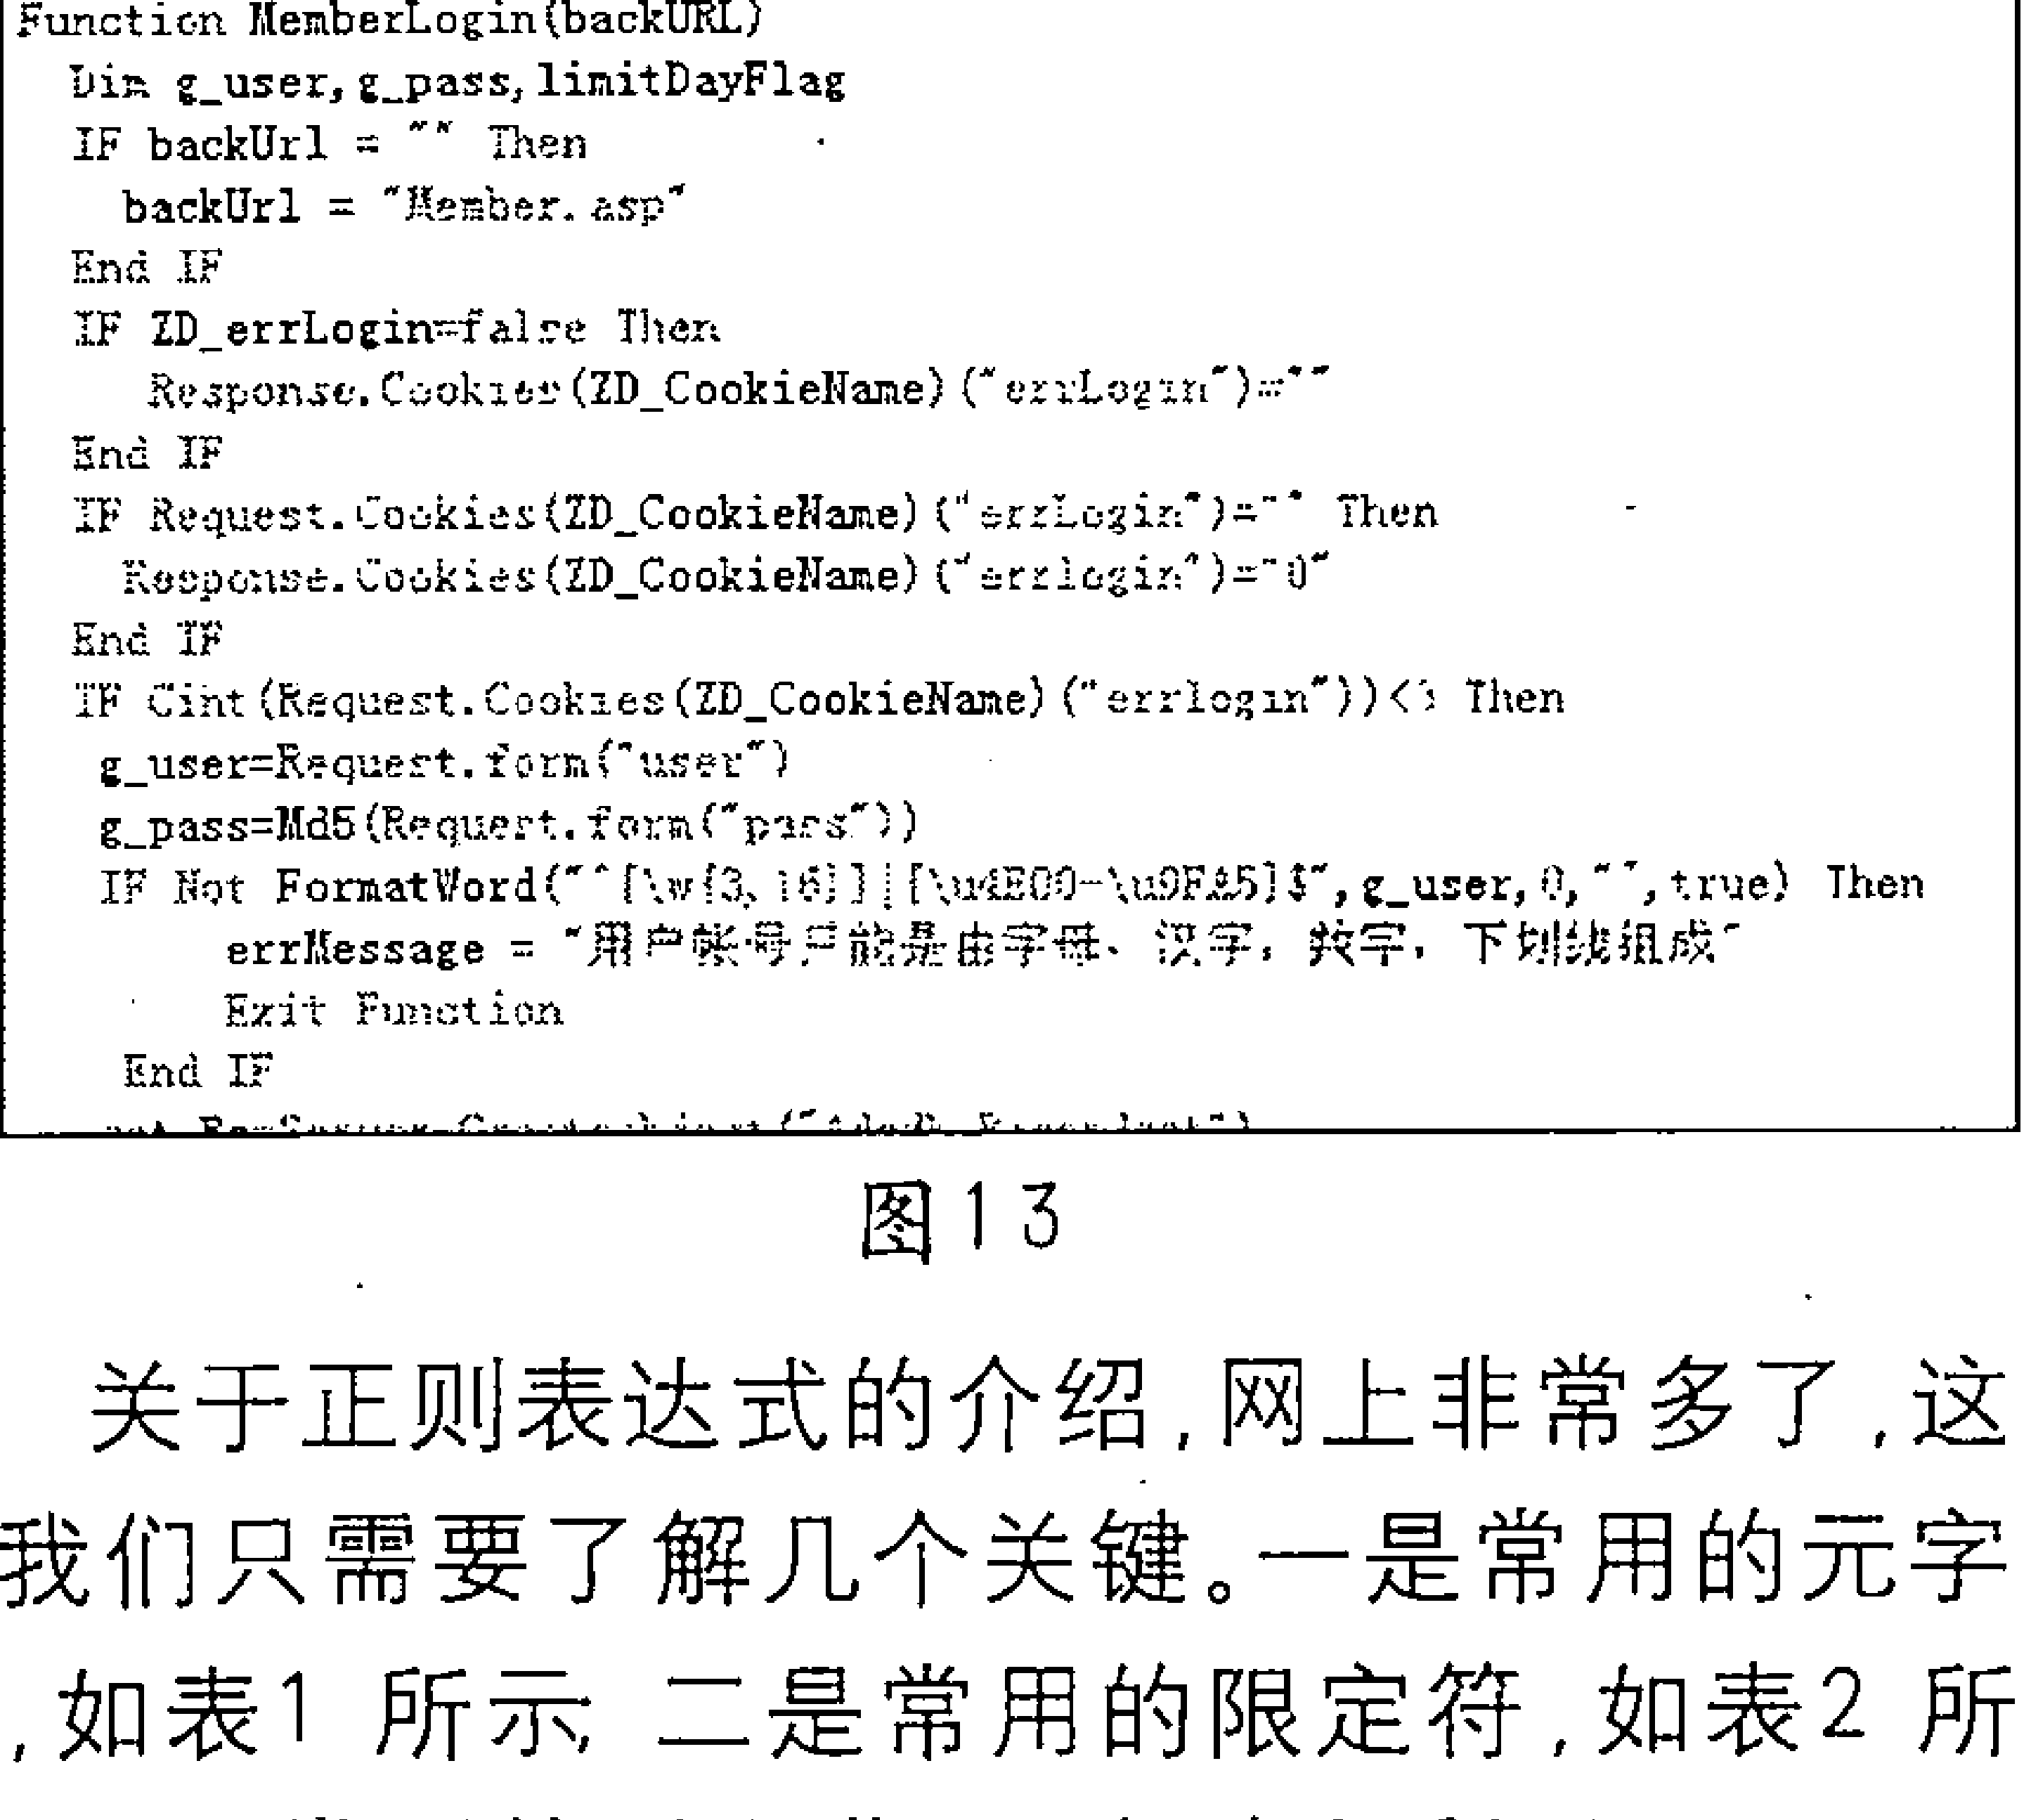 Function MemberLogin(backURL)
Dim g_user,g_pass,limitDayFlag
IF backUrl = "" Then
backUrl = "Member.asp"
End IF
IF ZD_errLogin=false Then
Response.Cookies(ZD_CookieName)("errLogin")=""
End IF
IF Request.Cookies(ZD_CookieName)("errLogin")="" Then
Response.Cookies(ZD_CookieName)("errlogin")="0"
End IF
IF Cint(Request.Cookies(ZD_CookieName)("errlogin"))< Then
g_user=Request.form("user")
g_pass=Md5(Request.form("pass"))
IF Not FormatWord("^[\w{3,16}]|[\u4E00-\u9FA5]$",g_user,0,"",true) Then
errMessage = "用户帐号只能是由字母、汉字，数字，下划线组成"
Exit Function
End IF
图13
关于正则表达式的介绍,网上非常多了,这
我们只需要了解几个关键。一是常用的元字
,如表1 所示, 二是常用的限定符,如表2 所